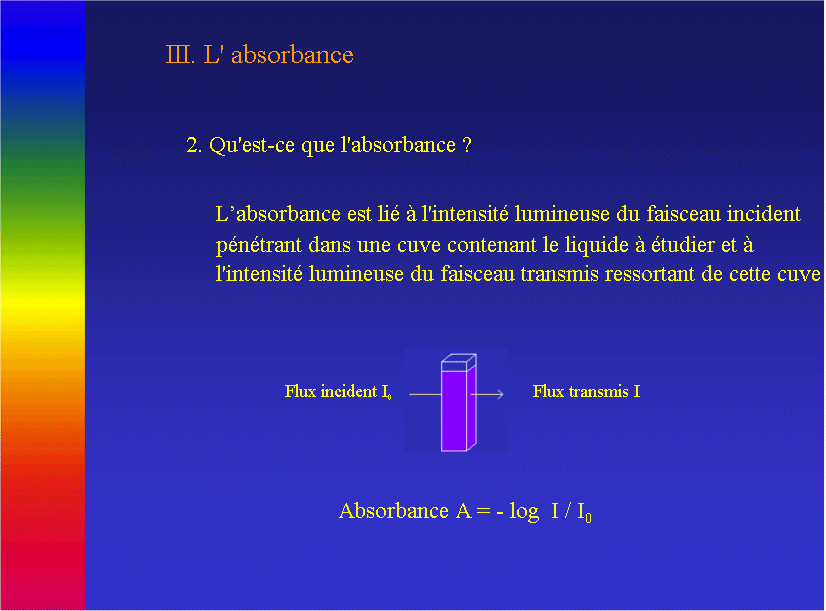 III. L' absorbance
2. Qu'est-ce que l'absorbance ?
L’absorbance est lié à l'intensité lumineuse du faisceau incident
pénétrant dans une cuve contenant le liquide à étudier et à
l'intensité lumineuse du faisceau transmis ressortant de cette cuve
Flux incident I₀
Flux transmis I
Absorbance A = - log  I / I₀